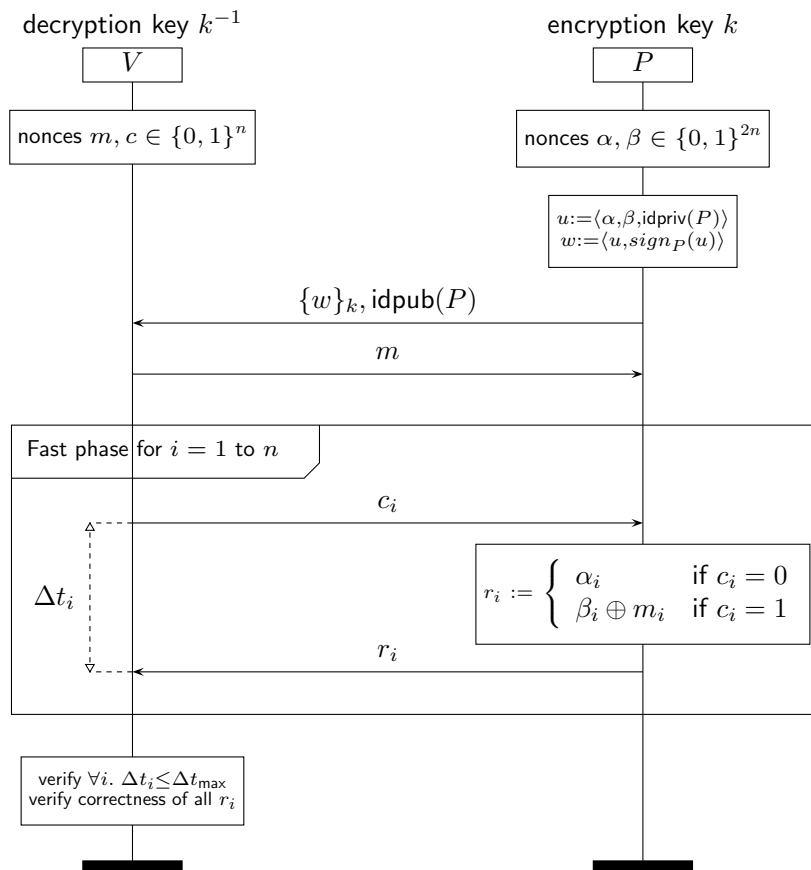 decryption key k⁻¹
encryption key k
V
P
nonces m, c ∈ {0, 1}ⁿ
nonces α, β ∈ {0, 1}²ⁿ
u:=⟨α,β,idpriv(P)⟩
w:=⟨u,sign_P(u)⟩
{w}_k, idpub(P)
m
Fast phase for i = 1 to n
c_i
Δt_i
r_i := { α_i if c_i = 0
β_i ⊕ m_i if c_i = 1
r_i
verify ∀i. Δt_i≤Δt_max
verify correctness of all r_i